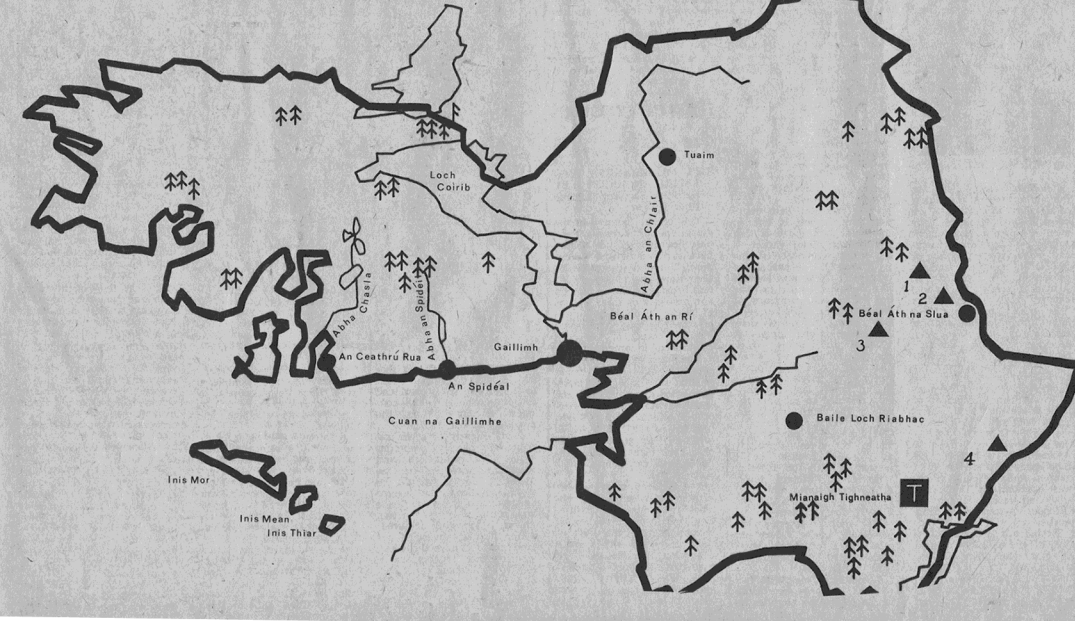 Tuaim
Loch
Coirib
Abha an Chlair
Abha Chasla
Abha an Spidéil
1
2
Béal Áth na Slua
3
Béal Áth an Rí
Gaillimh
An Ceathrú Rua
An Spidéal
Cuan na Gaillimhe
Baile Loch Riabhac
4
Inis Mor
Mianaigh Tighneatha
T
Inis Mean
Inis Thiar